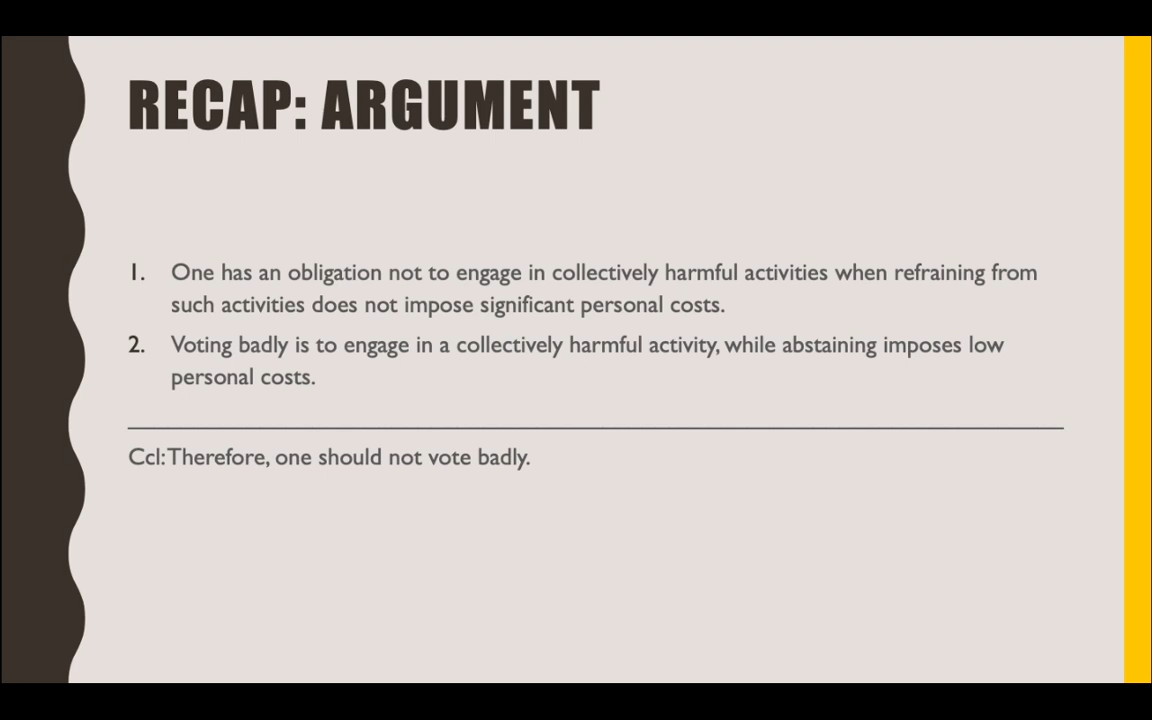 RECAP: ARGUMENT
1. One has an obligation not to engage in collectively harmful activities when refraining from
such activities does not impose significant personal costs.
2. Voting badly is to engage in a collectively harmful activity, while abstaining imposes low
personal costs.
Ccl: Therefore, one should not vote badly.